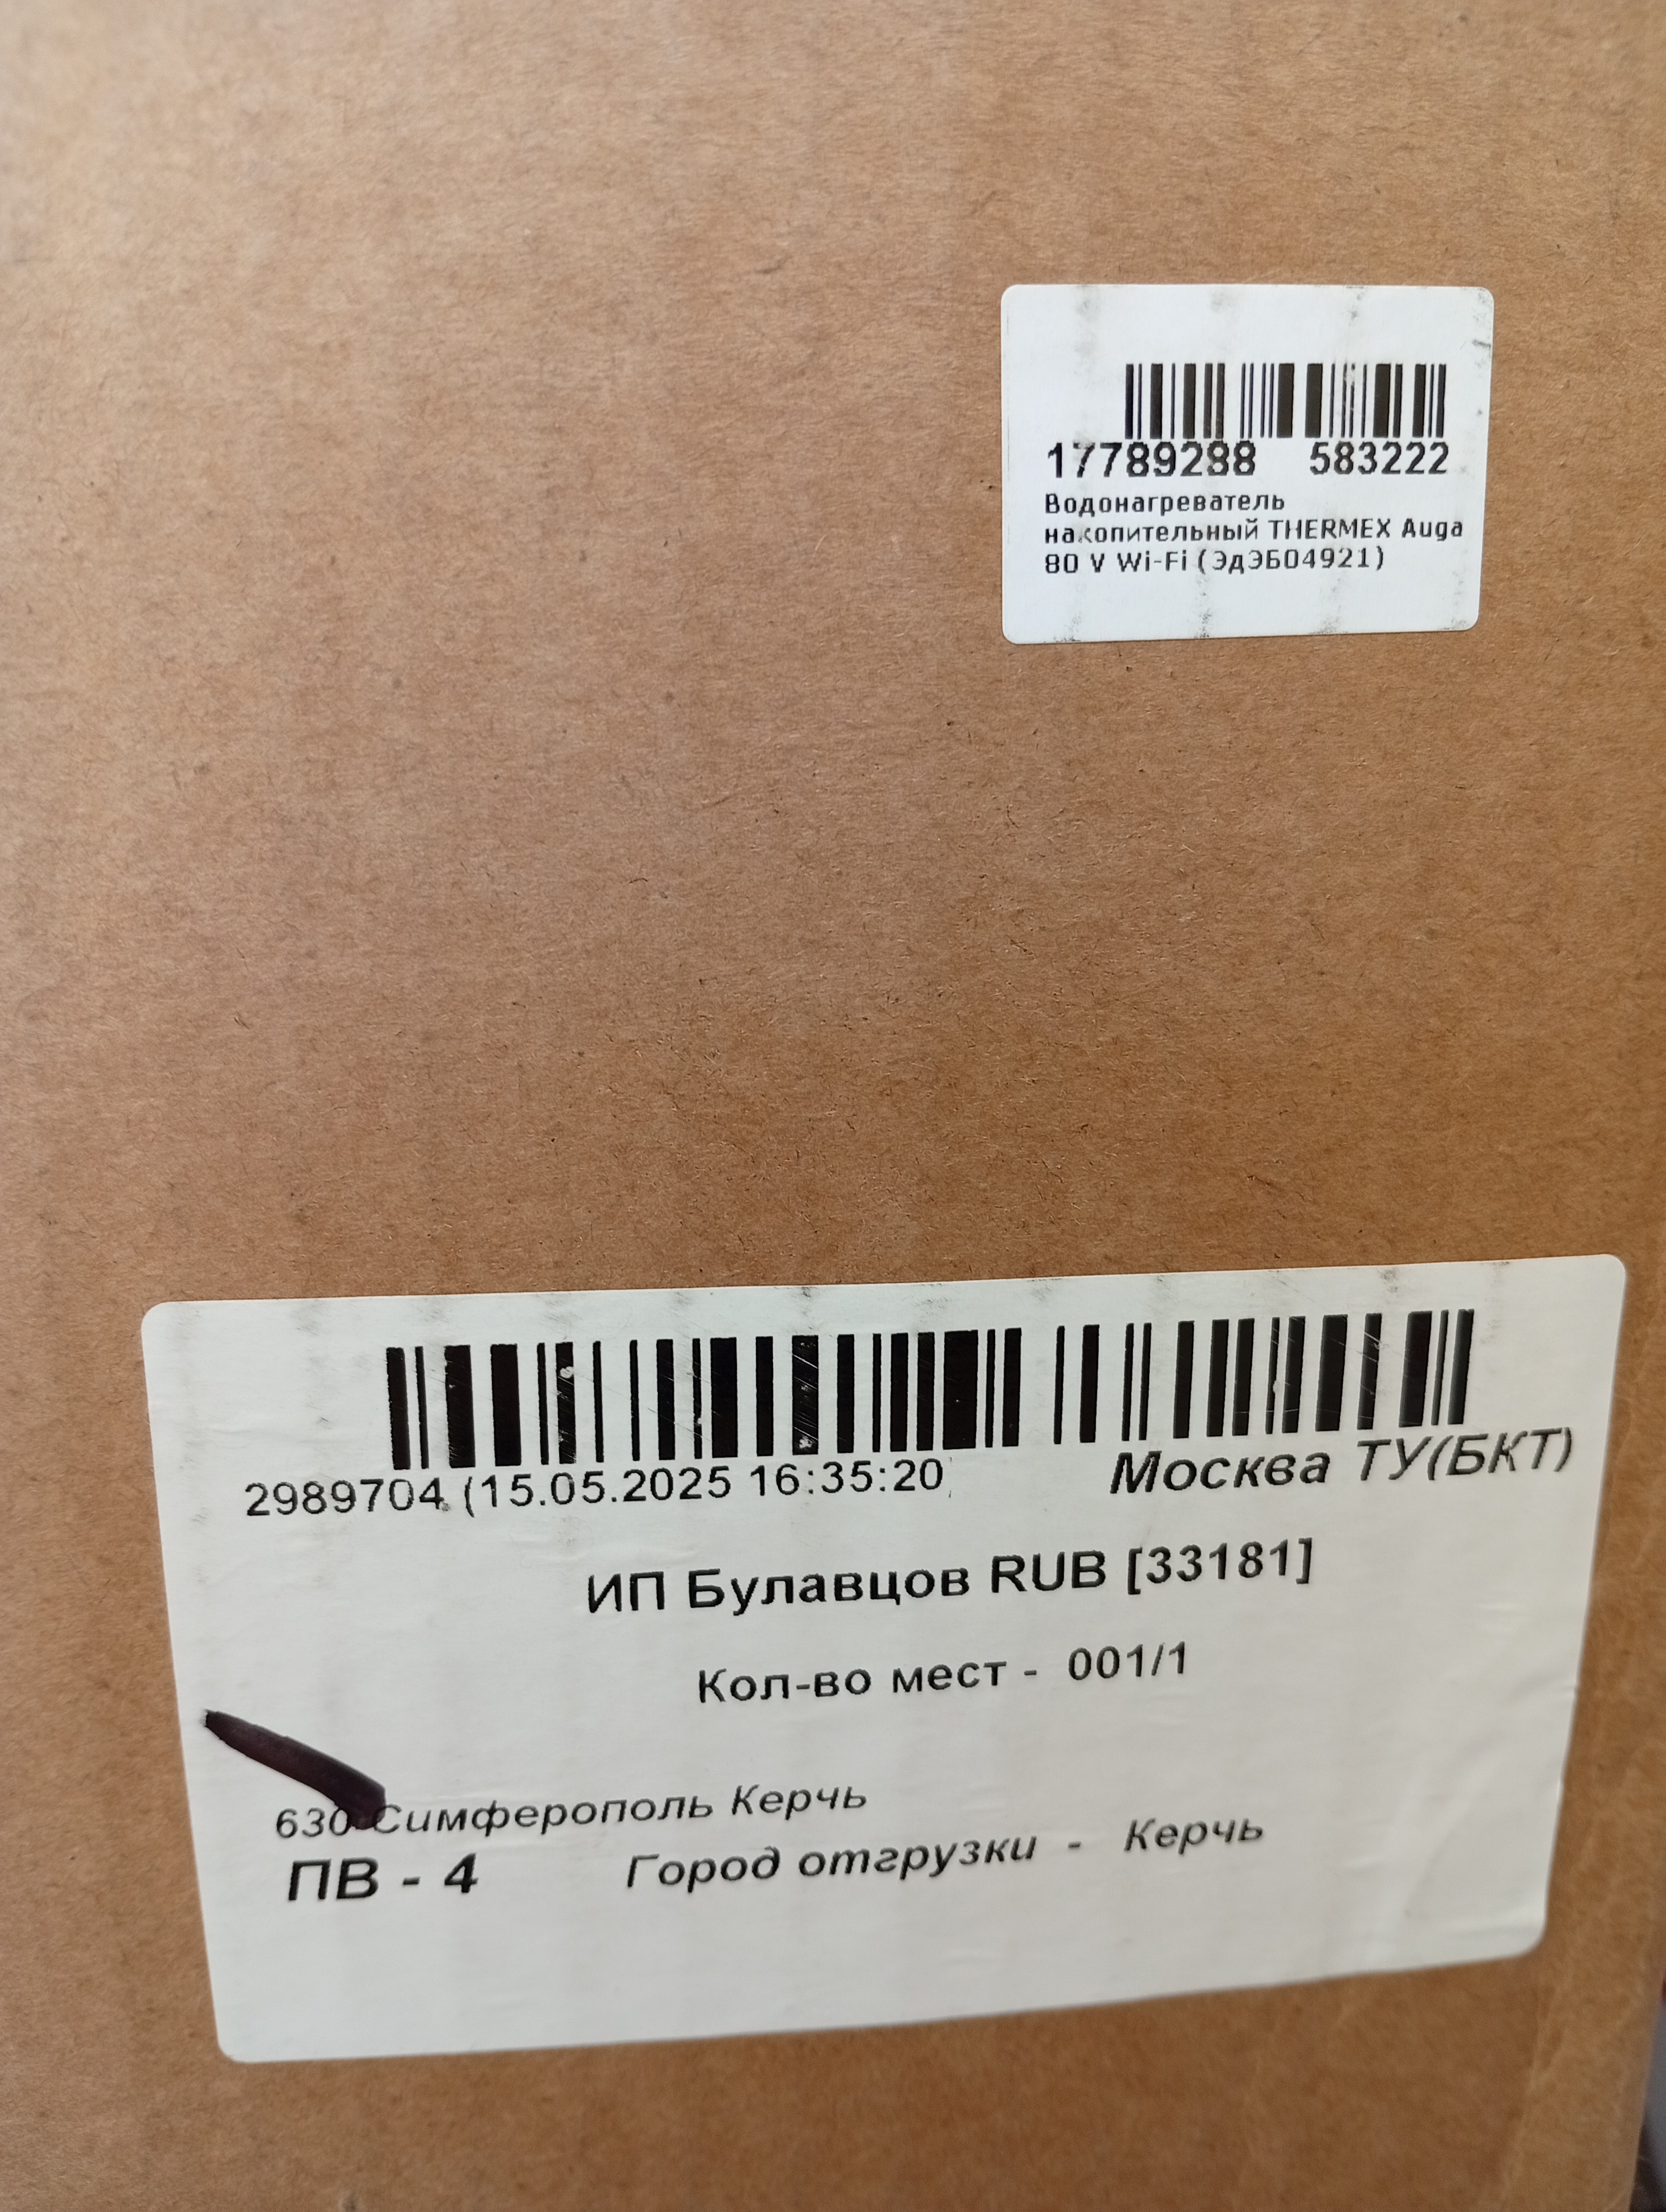 17789288 583222
Водонагреватель
накопительный THERMEX Auga
80 V Wi-Fi (ЭдЭБ04921)
2989704 (15.05.2025 16:35:20)
Москва ТУ(БКТ)
ИП Булавцов RUB [33181]
Кол-во мест - 001/1
630 Симферополь Керчь
ПВ - 4 Город отгрузки - Керчь